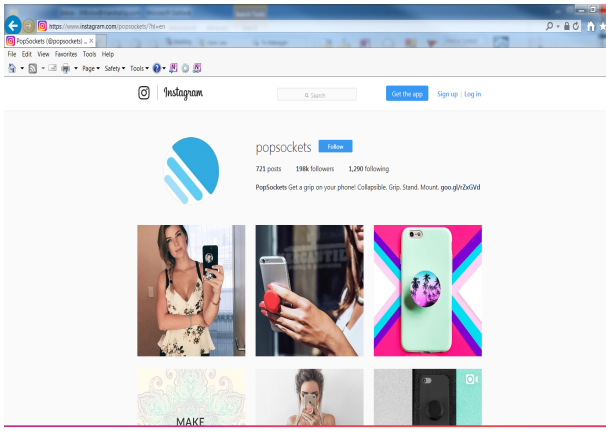 https://www.instagram.com/popsockets/?hl=en
PopSockets (@popsockets) ...
File Edit View Favorites Tools Help
Page Safety Tools
Instagram
Search
Get the app
Sign up | Log in
popsockets
Follow
721 posts 198k followers 1,290 following
PopSockets Get a grip on your phone! Collapsible. Grip. Stand. Mount. goo.gl/rZxGVd
MAKE